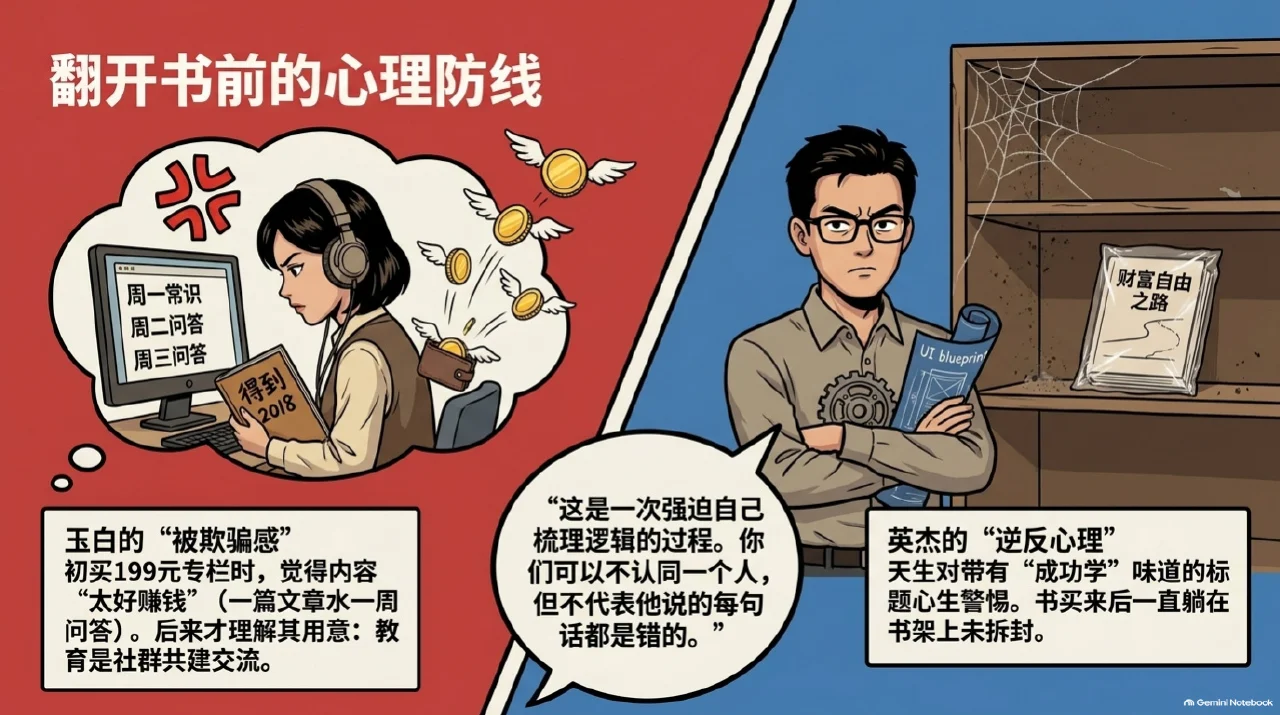 翻开书前的心理防线
周一常识
周二问答
周三问答
得到
2018
玉白的“被欺骗感”
初买199元专栏时，觉得内容
“太好赚钱”（一篇文章水一周
问答）。后来才理解其用意：教
育是社群共建交流。
“这是一次强迫自己
梳理逻辑的过程。你
们可以不认同一个人，
但不代表他说的每句
话都是错的。”
UI blueprint
财富自由
之路
英杰的“逆反心理”
天生对带有“成功学”味道的标
题心生警惕。书买来后一直躺在
书架上未拆封。
Gemini Notebook